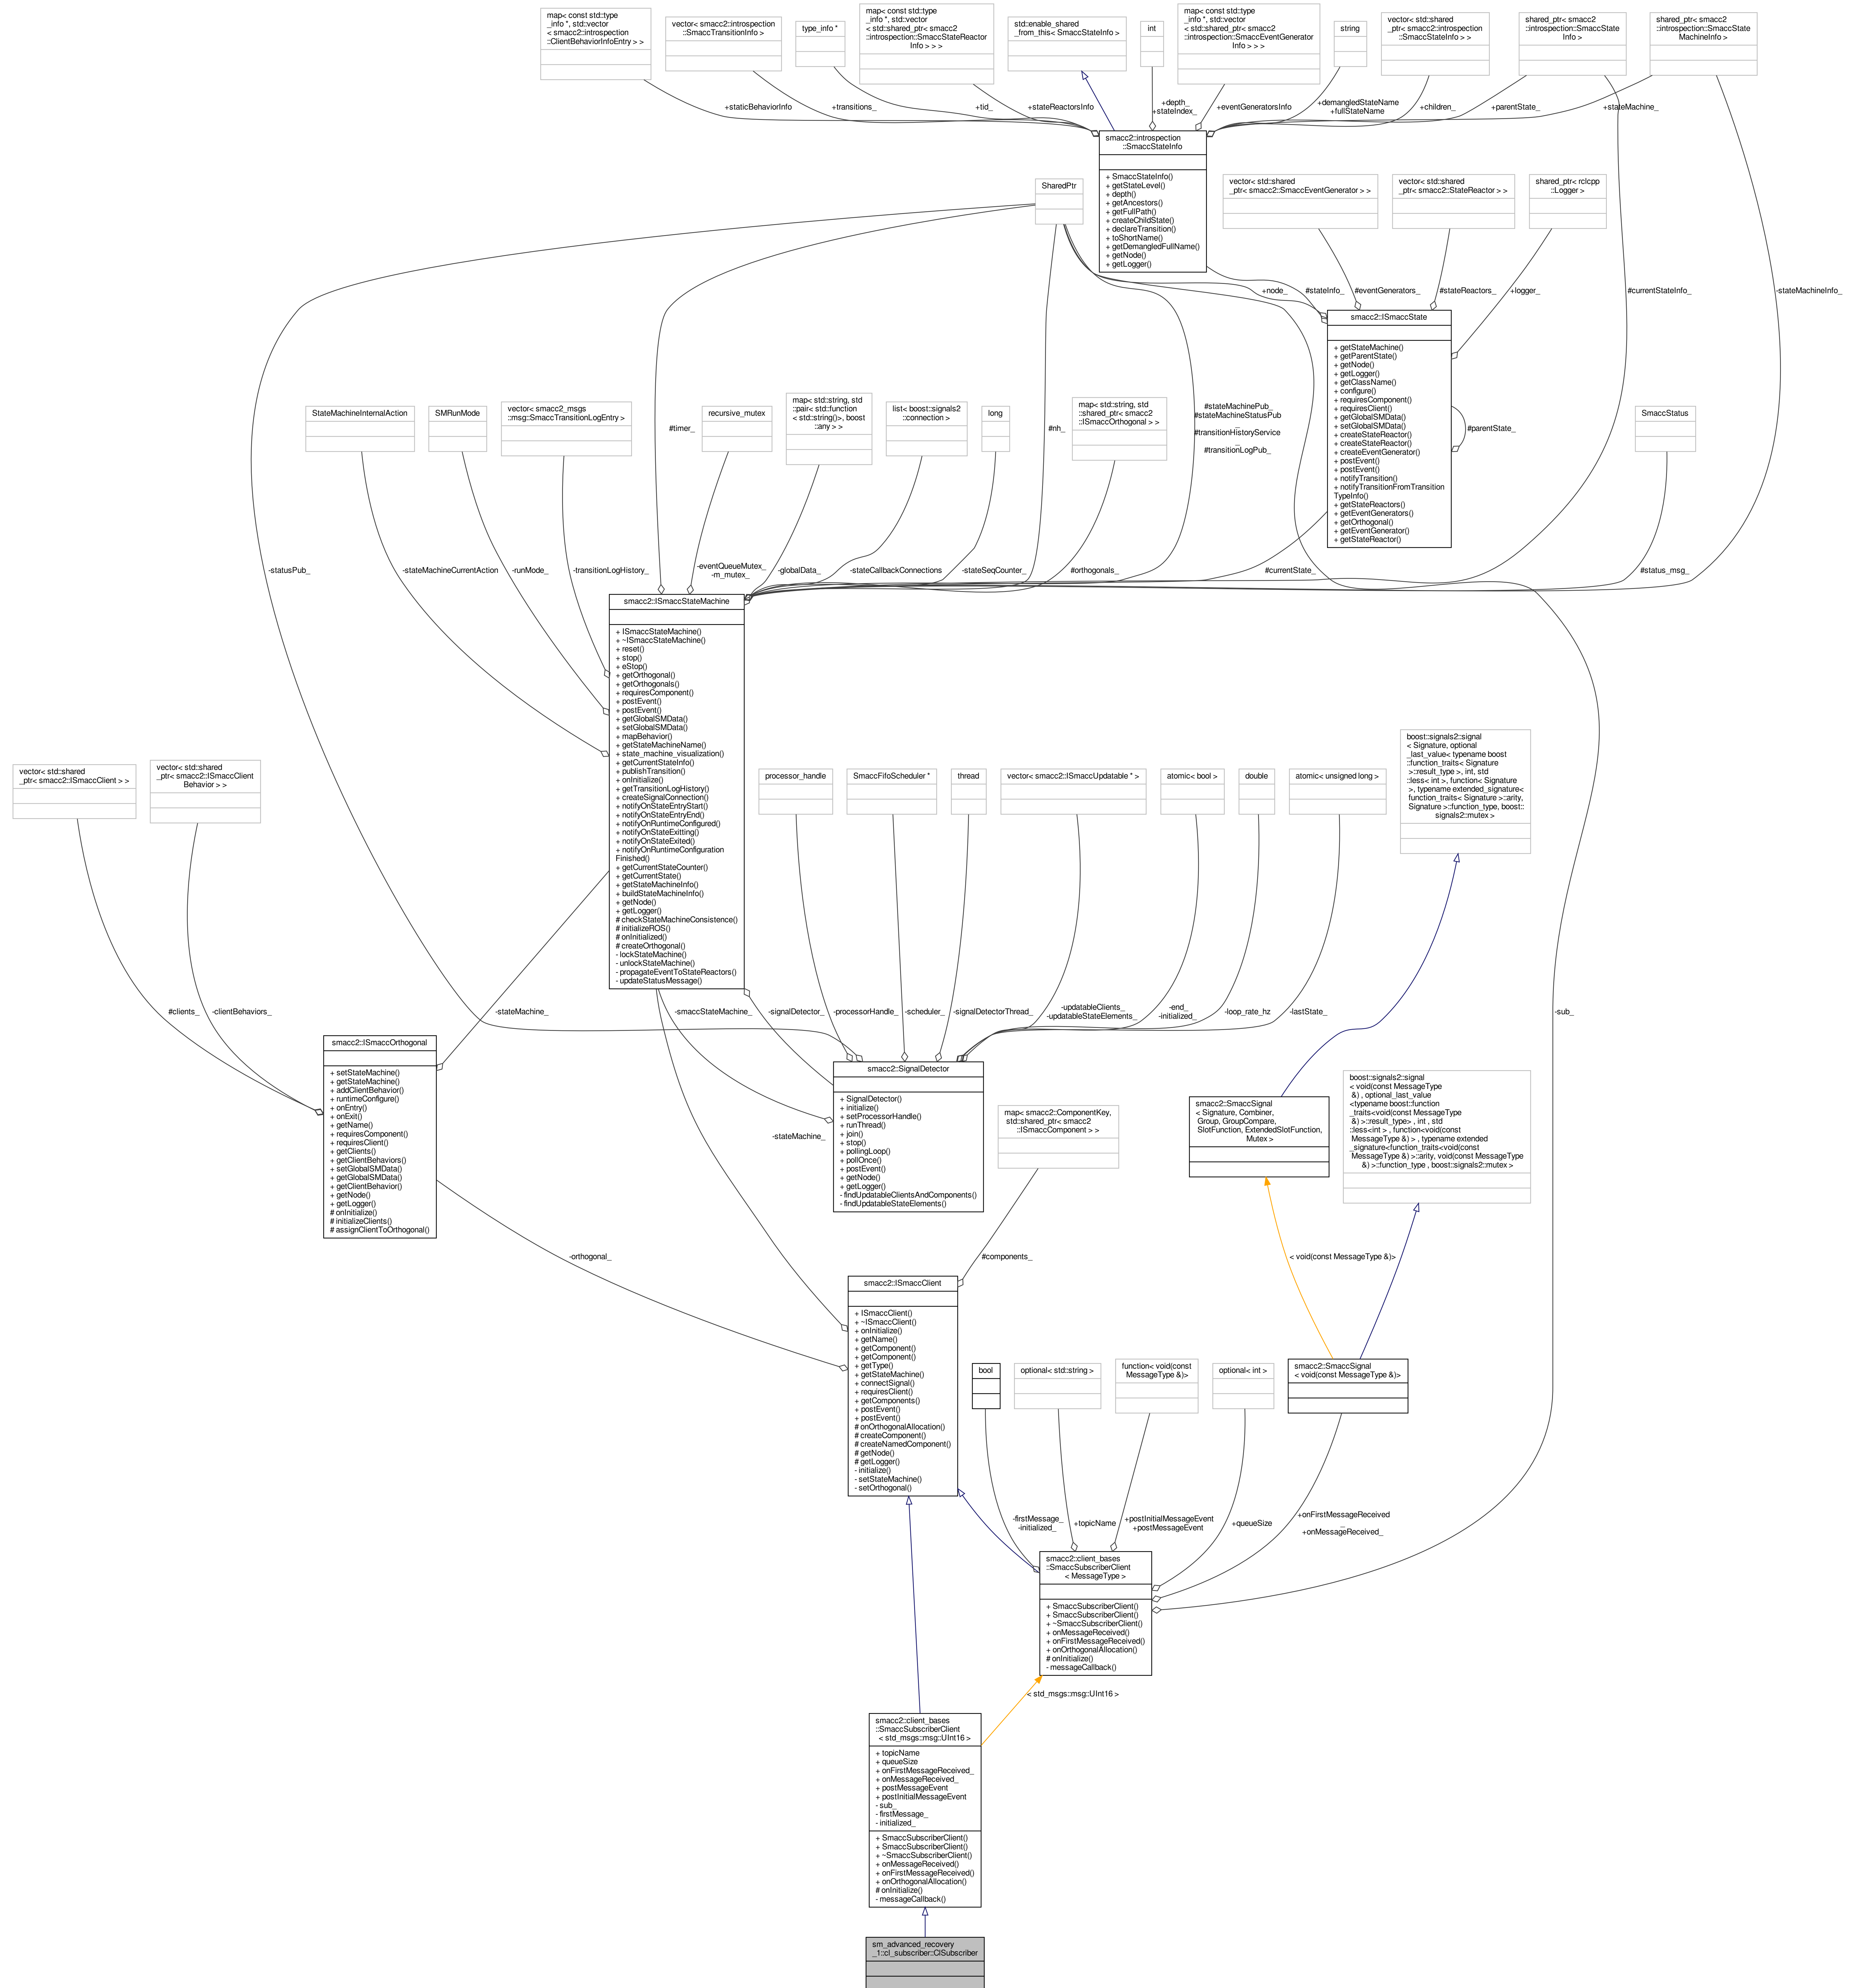 map< const std::type
_info *, std::vector
< smacc2::introspection
::ClientBehaviorInfoEntry > >
vector< smacc2::introspection
::SmaccTransitionInfo >
type_info *
map< const std::type
_info *, std::vector
< std::shared_ptr< smacc2
::introspection::SmaccStateReactor
Info > > >
std::enable_shared
_from_this< SmaccStateInfo >
int
map< const std::type
_info *, std::vector
< std::shared_ptr< smacc2
::introspection::SmaccEventGenerator
Info > > >
string
vector< std::shared
_ptr< smacc2::introspection
::SmaccStateInfo > >
shared_ptr< smacc2
::introspection::SmaccState
Info >
shared_ptr< smacc2
::introspection::SmaccState
MachineInfo >
+staticBehaviorInfo
+transitions_
+tid_
+stateReactorsInfo
+depth_
+stateIndex_
+eventGeneratorsInfo
+demangledStateName
+fullStateName
+children_
+parentState_
+stateMachine_
smacc2::introspection
::SmaccStateInfo
+ SmaccStateInfo()
+ getStateLevel()
+ depth()
+ getAncestors()
+ getFullPath()
+ createChildState()
+ declareTransition()
+ toShortName()
+ getDemangledFullName()
+ getNode()
+ getLogger()
SharedPtr
vector< std::shared
_ptr< smacc2::SmaccEventGenerator > >
vector< std::shared
_ptr< smacc2::StateReactor > >
shared_ptr< rclcpp
::Logger >
+node_
#stateInfo_
#eventGenerators_
#stateReactors_
+logger_
#currentStateInfo_
-stateMachineInfo_
smacc2::ISmaccState
+ getStateMachine()
+ getParentState()
+ getNode()
+ getLogger()
+ getClassName()
+ configure()
+ requiresComponent()
+ requiresClient()
+ getGlobalSMData()
+ setGlobalSMData()
+ createStateReactor()
+ createStateReactor()
+ createEventGenerator()
+ postEvent()
+ postEvent()
+ notifyTransition()
+ notifyTransitionFromTransition
TypeInfo()
+ getStateReactors()
+ getEventGenerators()
+ getOrthogonal()
+ getEventGenerator()
+ getStateReactor()
#parentState_
StateMachineInternalAction
SMRunMode
vector< smacc2_msgs
::msg::SmaccTransitionLogEntry >
#timer_
recursive_mutex
map< std::string, std
::pair< std::function
< std::string()>, boost
::any > >
list< boost::signals2
::connection >
long
#nh_
map< std::string, std
::shared_ptr< smacc2
::ISmaccOrthogonal > >
#stateMachinePub_
#stateMachineStatusPub
_
#transitionHistoryService
_
#transitionLogPub_
SmaccStatus
-statusPub_
-stateMachineCurrentAction
-runMode_
-transitionLogHistory_
-eventQueueMutex_
-m_mutex_
-globalData_
-stateCallbackConnections
-stateSeqCounter_
#orthogonals_
#currentState_
#status_msg_
smacc2::ISmaccStateMachine
+ ISmaccStateMachine()
+ ~ISmaccStateMachine()
+ reset()
+ stop()
+ eStop()
+ getOrthogonal()
+ getOrthogonals()
+ requiresComponent()
+ postEvent()
+ postEvent()
+ getGlobalSMData()
+ setGlobalSMData()
+ mapBehavior()
+ getStateMachineName()
+ state_machine_visualization()
+ getCurrentStateInfo()
+ publishTransition()
+ onInitialize()
+ getTransitionLogHistory()
+ createSignalConnection()
+ notifyOnStateEntryStart()
+ notifyOnStateEntryEnd()
+ notifyOnRuntimeConfigured()
+ notifyOnStateExitting()
+ notifyOnStateExited()
+ notifyOnRuntimeConfiguration
Finished()
+ getCurrentStateCounter()
+ getCurrentState()
+ getStateMachineInfo()
+ buildStateMachineInfo()
+ getNode()
+ getLogger()
# checkStateMachineConsistence()
# initializeROS()
# onInitialized()
# createOrthogonal()
- lockStateMachine()
- unlockStateMachine()
- propagateEventToStateReactors()
- updateStatusMessage()
vector< std::shared
_ptr< smacc2::ISmaccClient > >
vector< std::shared
_ptr< smacc2::ISmaccClient
Behavior > >
processor_handle
SmaccFifoScheduler *
thread
vector< smacc2::ISmaccUpdatable * >
atomic< bool >
double
atomic< unsigned long >
boost::signals2::signal
< Signature, optional
_last_value< typename boost
::function_traits< Signature
>::result_type >, int, std
::less< int >, function< Signature
>, typename extended_signature<
function_traits< Signature >::arity,
Signature >::function_type, boost::
signals2::mutex >
#clients_
-clientBehaviors_
-stateMachine_
-smaccStateMachine_
-signalDetector_
-processorHandle_
-scheduler_
-signalDetectorThread_
-updatableClients_
-updatableStateElements_
-end_
-initialized_
-loop_rate_hz
-lastState_
-sub_
smacc2::ISmaccOrthogonal
+ setStateMachine()
+ getStateMachine()
+ addClientBehavior()
+ runtimeConfigure()
+ onEntry()
+ onExit()
+ getName()
+ requiresComponent()
+ requiresClient()
+ getClients()
+ getClientBehaviors()
+ setGlobalSMData()
+ getGlobalSMData()
+ getClientBehavior()
+ getNode()
+ getLogger()
# onInitialize()
# initializeClients()
# assignClientToOrthogonal()
smacc2::SignalDetector
+ SignalDetector()
+ initialize()
+ setProcessorHandle()
+ runThread()
+ join()
+ stop()
+ pollingLoop()
+ pollOnce()
+ postEvent()
+ getNode()
+ getLogger()
- findUpdatableClientsAndComponents()
- findUpdatableStateElements()
-stateMachine_
map< smacc2::ComponentKey,
std::shared_ptr< smacc2
::ISmaccComponent > >
smacc2::SmaccSignal
< Signature, Combiner,
Group, GroupCompare,
SlotFunction, ExtendedSlotFunction,
Mutex >
boost::signals2::signal
< void(const MessageType
&) , optional_last_value
<typename boost::function
_traits<void(const MessageType
&) >::result_type> , int , std
::less<int > , function<void(const
MessageType &) > , typename extended
_signature<function_traits<void(const
MessageType &) >::arity, void(const MessageType
&) >::function_type , boost::signals2::mutex >
-orthogonal_
#components_
< void(const MessageType &)>
smacc2::ISmaccClient
+ ISmaccClient()
+ ~ISmaccClient()
+ onInitialize()
+ getName()
+ getComponent()
+ getComponent()
+ getType()
+ getStateMachine()
+ connectSignal()
+ requiresClient()
+ getComponents()
+ postEvent()
+ postEvent()
# onOrthogonalAllocation()
# createComponent()
# createNamedComponent()
# getNode()
# getLogger()
- initialize()
- setStateMachine()
- setOrthogonal()
bool
optional< std::string >
function< void(const
MessageType &)>
optional< int >
smacc2::SmaccSignal
< void(const MessageType &)>
-firstMessage_
-initialized_
+topicName
+postInitialMessageEvent
+postMessageEvent
+queueSize
+onFirstMessageReceived
_
+onMessageReceived_
smacc2::client_bases
::SmaccSubscriberClient
< MessageType >
+ SmaccSubscriberClient()
+ SmaccSubscriberClient()
+ ~SmaccSubscriberClient()
+ onMessageReceived()
+ onFirstMessageReceived()
+ onOrthogonalAllocation()
# onInitialize()
- messageCallback()
< std_msgs::msg::UInt16 >
smacc2::client_bases
::SmaccSubscriberClient
< std_msgs::msg::UInt16 >
+ topicName
+ queueSize
+ onFirstMessageReceived_
+ onMessageReceived_
+ postMessageEvent
+ postInitialMessageEvent
- sub_
- firstMessage_
- initialized_
+ SmaccSubscriberClient()
+ SmaccSubscriberClient()
+ ~SmaccSubscriberClient()
+ onMessageReceived()
+ onFirstMessageReceived()
+ onOrthogonalAllocation()
# onInitialize()
- messageCallback()
sm_advanced_recovery
_1::cl_subscriber::ClSubscriber